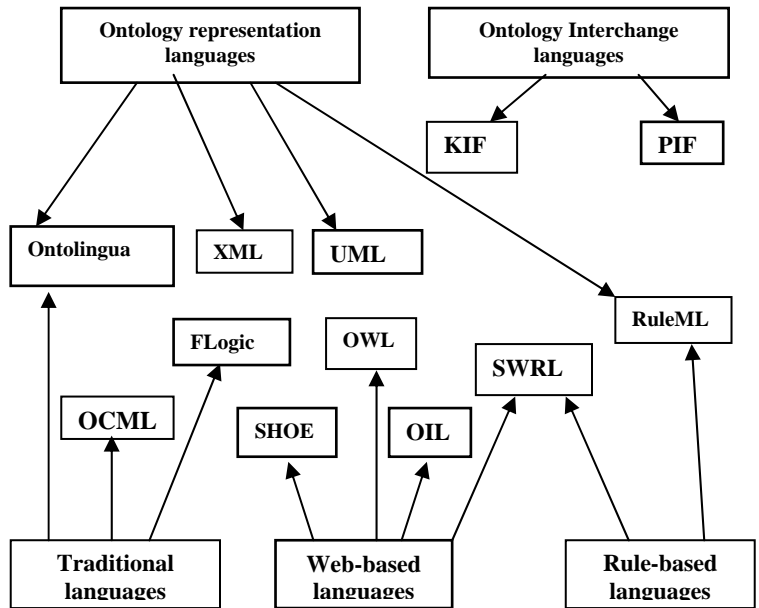 Ontology representation
languages
Ontology Interchange
languages
KIF
PIF
Ontolingua
XML
UML
RuleML
FLogic
OWL
SWRL
OCML
SHOE
OIL
Traditional
languages
Web-based
languages
Rule-based
languages